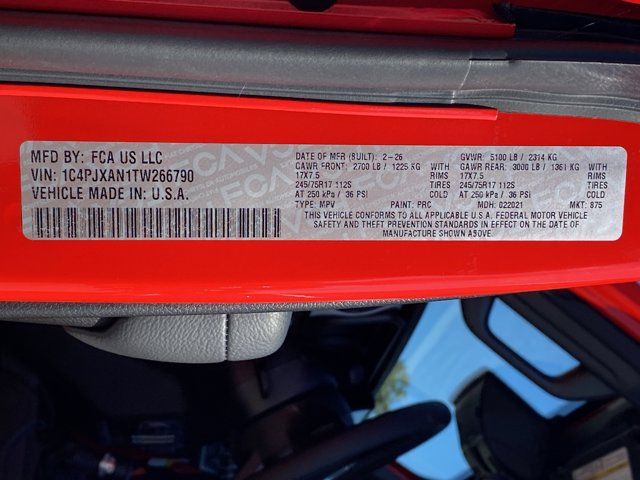 MFD BY: FCA US LLC
VIN: 1C4PJXAN1TW266790
VEHICLE MADE IN U.S.A.
DATE OF MFR (BUILT): 2-26 GVWR: 5100 LB / 2314 KG
GAWR FRONT: 2700 LB / 1225 KG WITH GAWR REAR: 3000 LB / 1361 KG WITH
17X7.5 RIMS 17X7.5 RIMS
245/75R17 112S TIRES 245/75R17 112S TIRES
AT 250 kPa / 36 PSI COLD AT 250 kPa / 36 PSI COLD
TYPE: MPV PAINT: PRC MDH: 022021 MKT: 875
THIS VEHICLE CONFORMS TO ALL APPLICABLE U.S.A. FEDERAL MOTOR VEHICLE
SAFETY AND THEFT PREVENTION STANDARDS IN EFFECT ON THE DATE OF
MANUFACTURE SHOWN ABOVE.